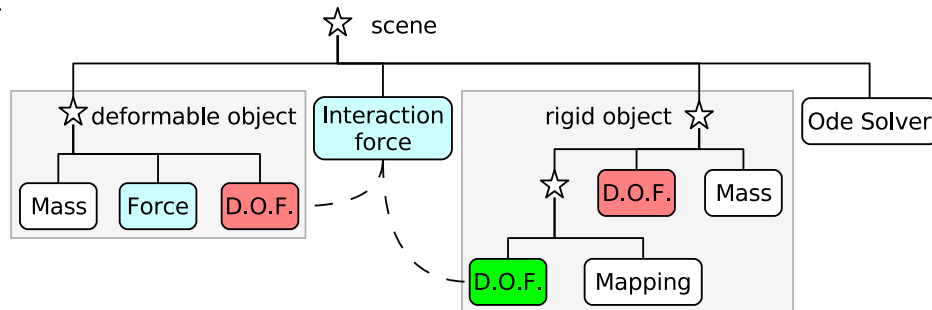 scene
deformable object
Interaction
force
rigid object
Ode Solver
Mass
Force
D.O.F.
D.O.F.
Mass
D.O.F.
Mapping